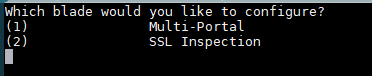 Which blade would you like to configure?
(1) Multi-Portal
(2) SSL Inspection